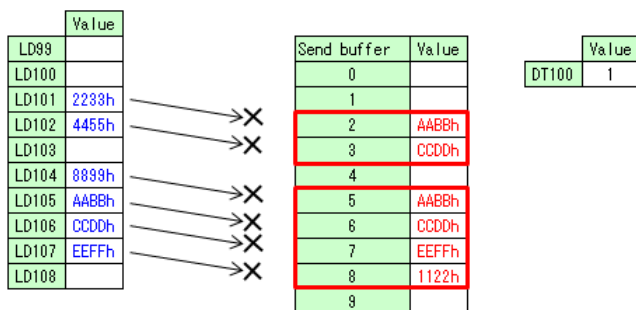 Value
LD99
LD100
LD101 2233h
LD102 4455h
LD103
LD104 8899h
LD105 AABBh
LD106 CCDDh
LD107 EEFFh
LD108
Send buffer Value
0
1
2 AABBh
3 CCDDh
4
5 AABBh
6 CCDDh
7 EEFFh
8 1122h
9
Value
DT100 1